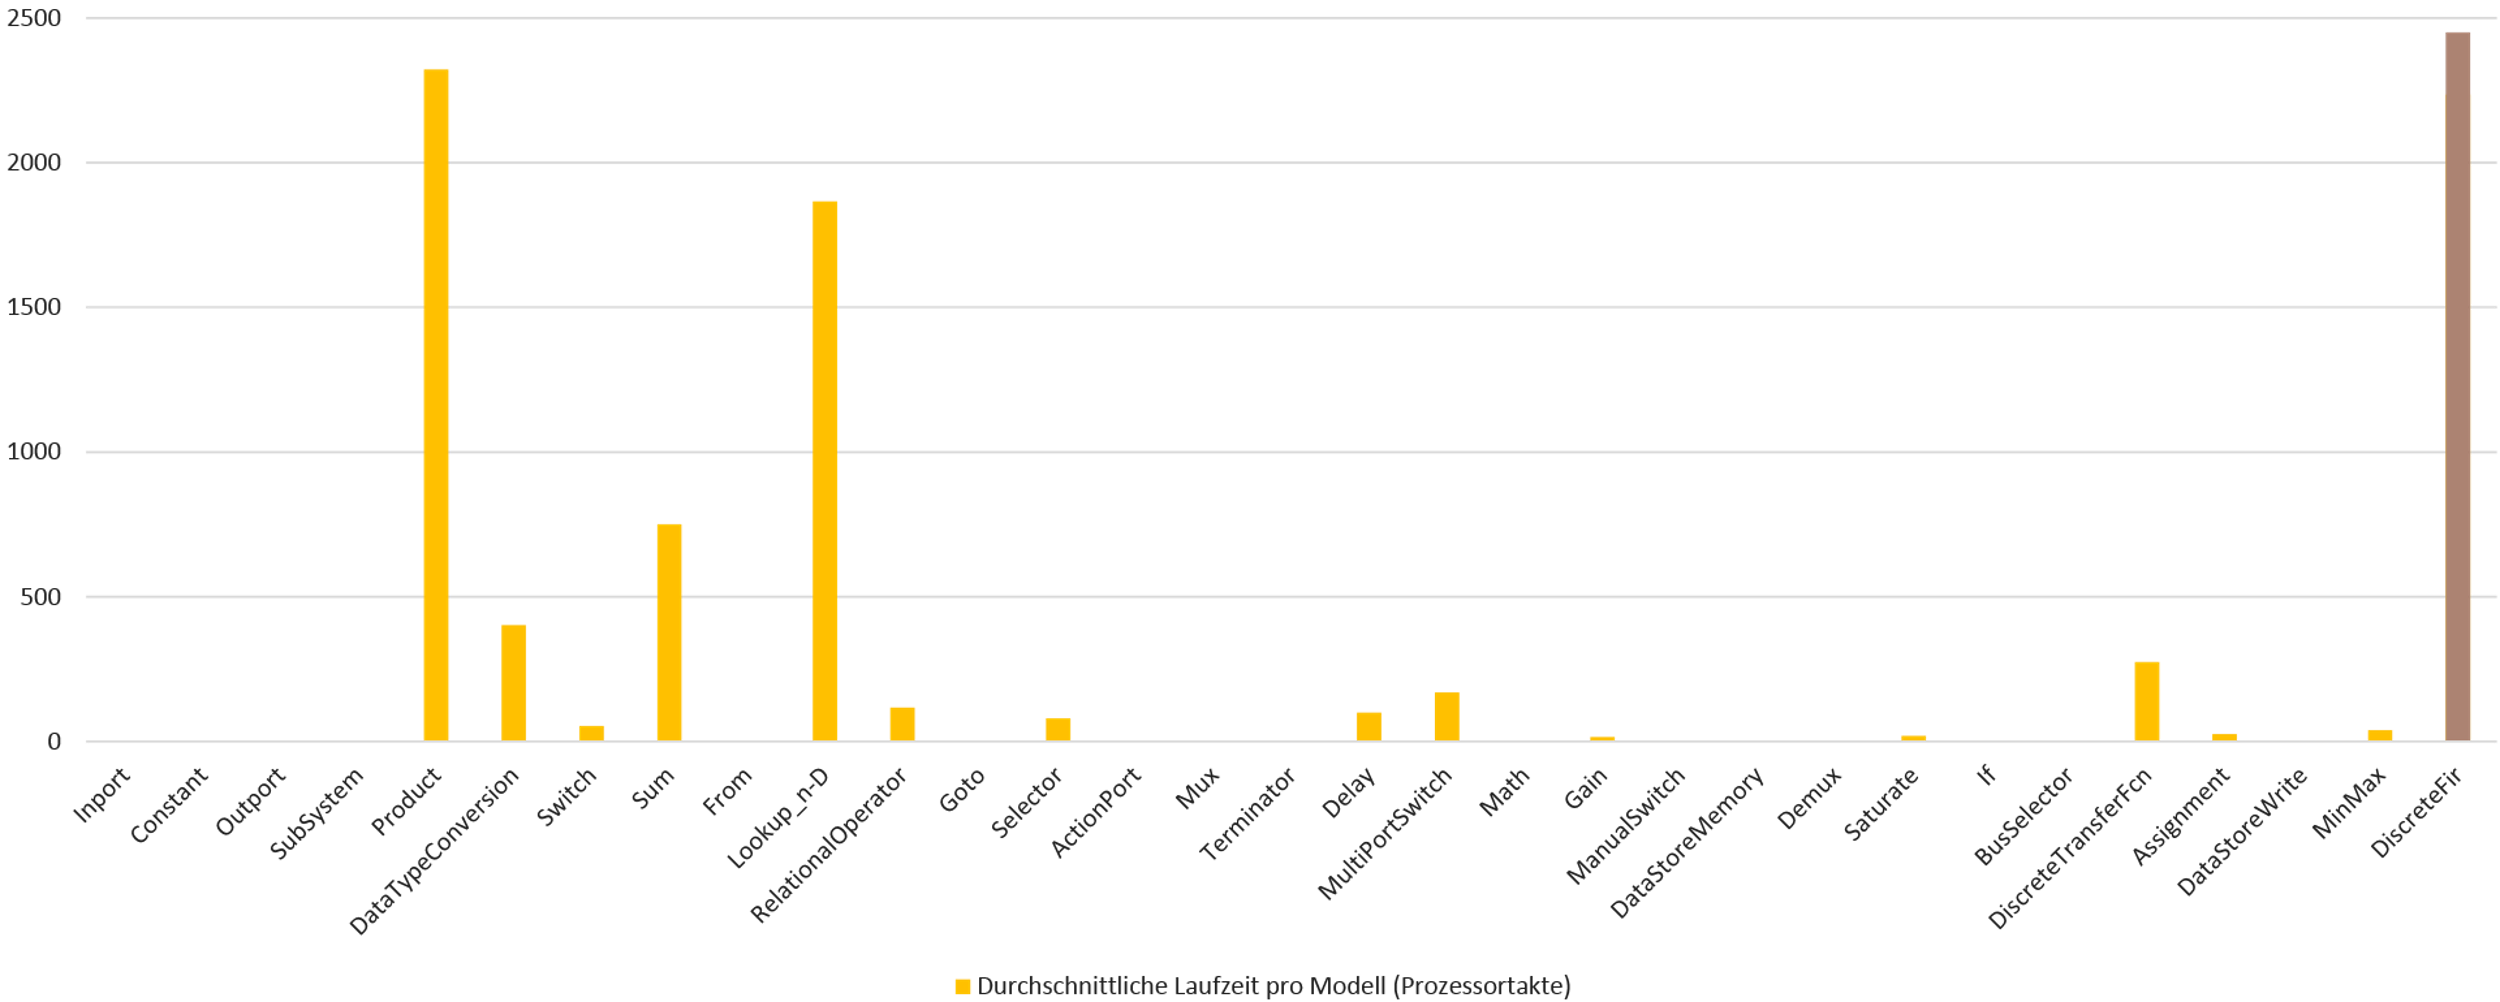 2500
2000
1500
1000
500
0
Inport
Constant
Outport
SubSystem
Product
DataTypeConversion
Switch
Sum
From
Lookup_n-D
RelationalOperator
Goto
Selector
ActionPort
Mux
Terminator
Delay
MultiPortSwitch
Math
Gain
ManualSwitch
DataStoreMemory
Demux
Saturate
If
BusSelector
DiscreteTransferFcn
Assignment
DataStoreWrite
MinMax
DiscreteFir
Durchschnittliche Laufzeit pro Modell (Prozessortakte)